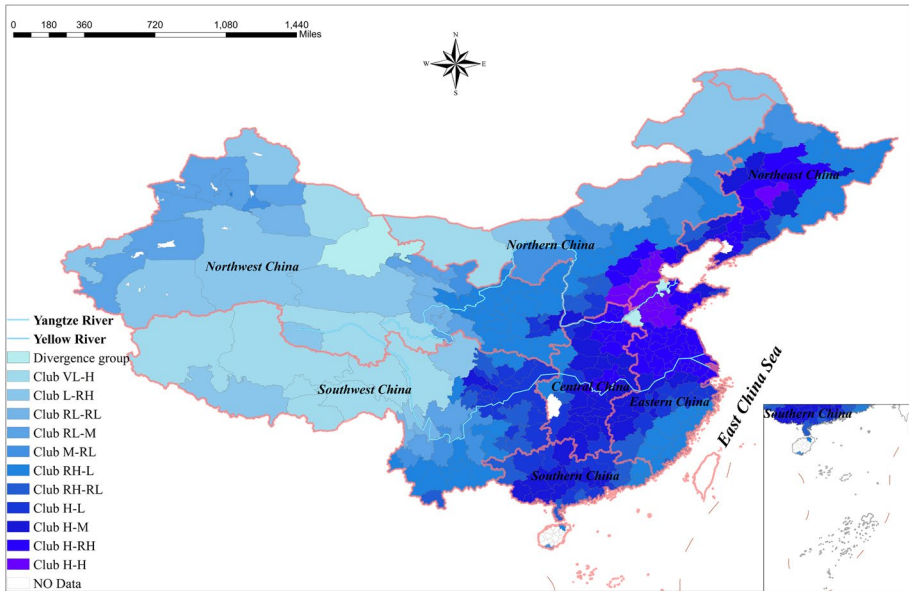 0 180 360 720 1,080 1,440
Miles
N
W E
S
Northeast China
Northern China
Northwest China
Yangtze River
Yellow River
Divergence group
Club VL-H
Club L-RH
Club RL-RL
Club RL-M
Club M-RL
Club RH-L
Club RH-RL
Club H-L
Club H-M
Club H-RH
Club H-H
NO Data
Southwest China
Central China
Eastern China
East China Sea
Southern China
Southern China